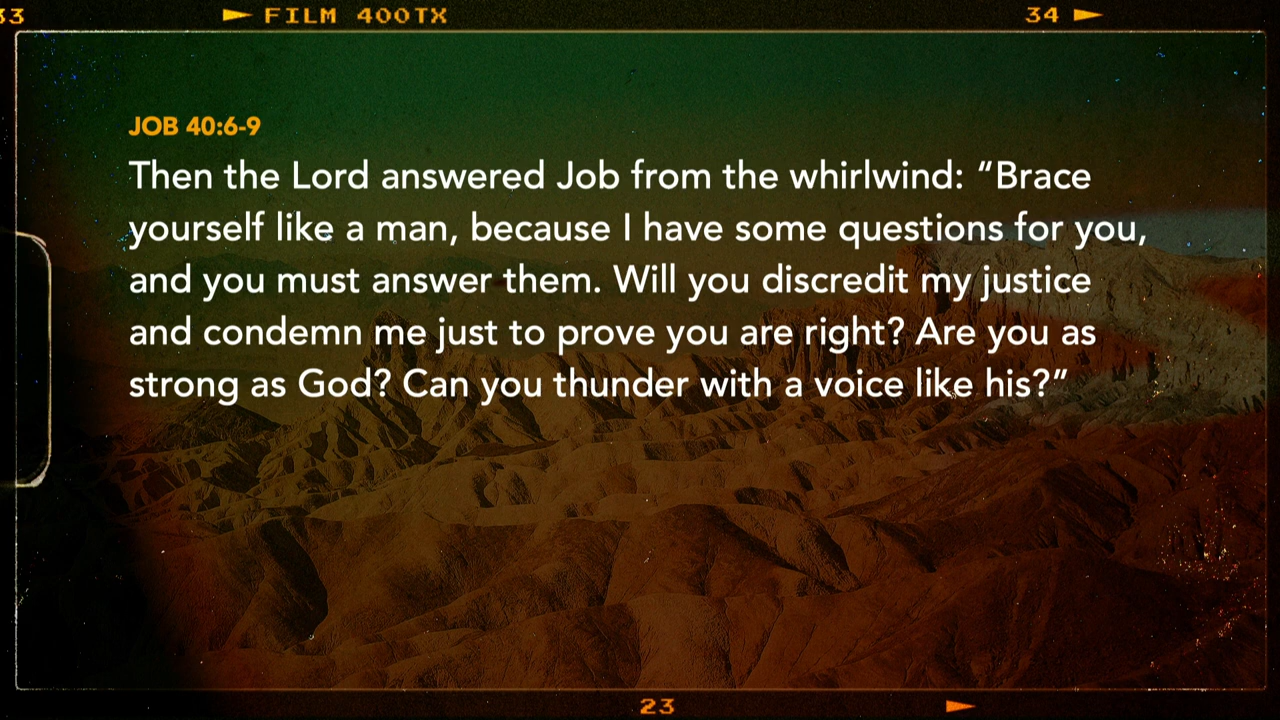 33 FILM 400TX 34
JOB 40:6-9
Then the Lord answered Job from the whirlwind: “Brace
yourself like a man, because I have some questions for you,
and you must answer them. Will you discredit my justice
and condemn me just to prove you are right? Are you as
strong as God? Can you thunder with a voice like his?”
23